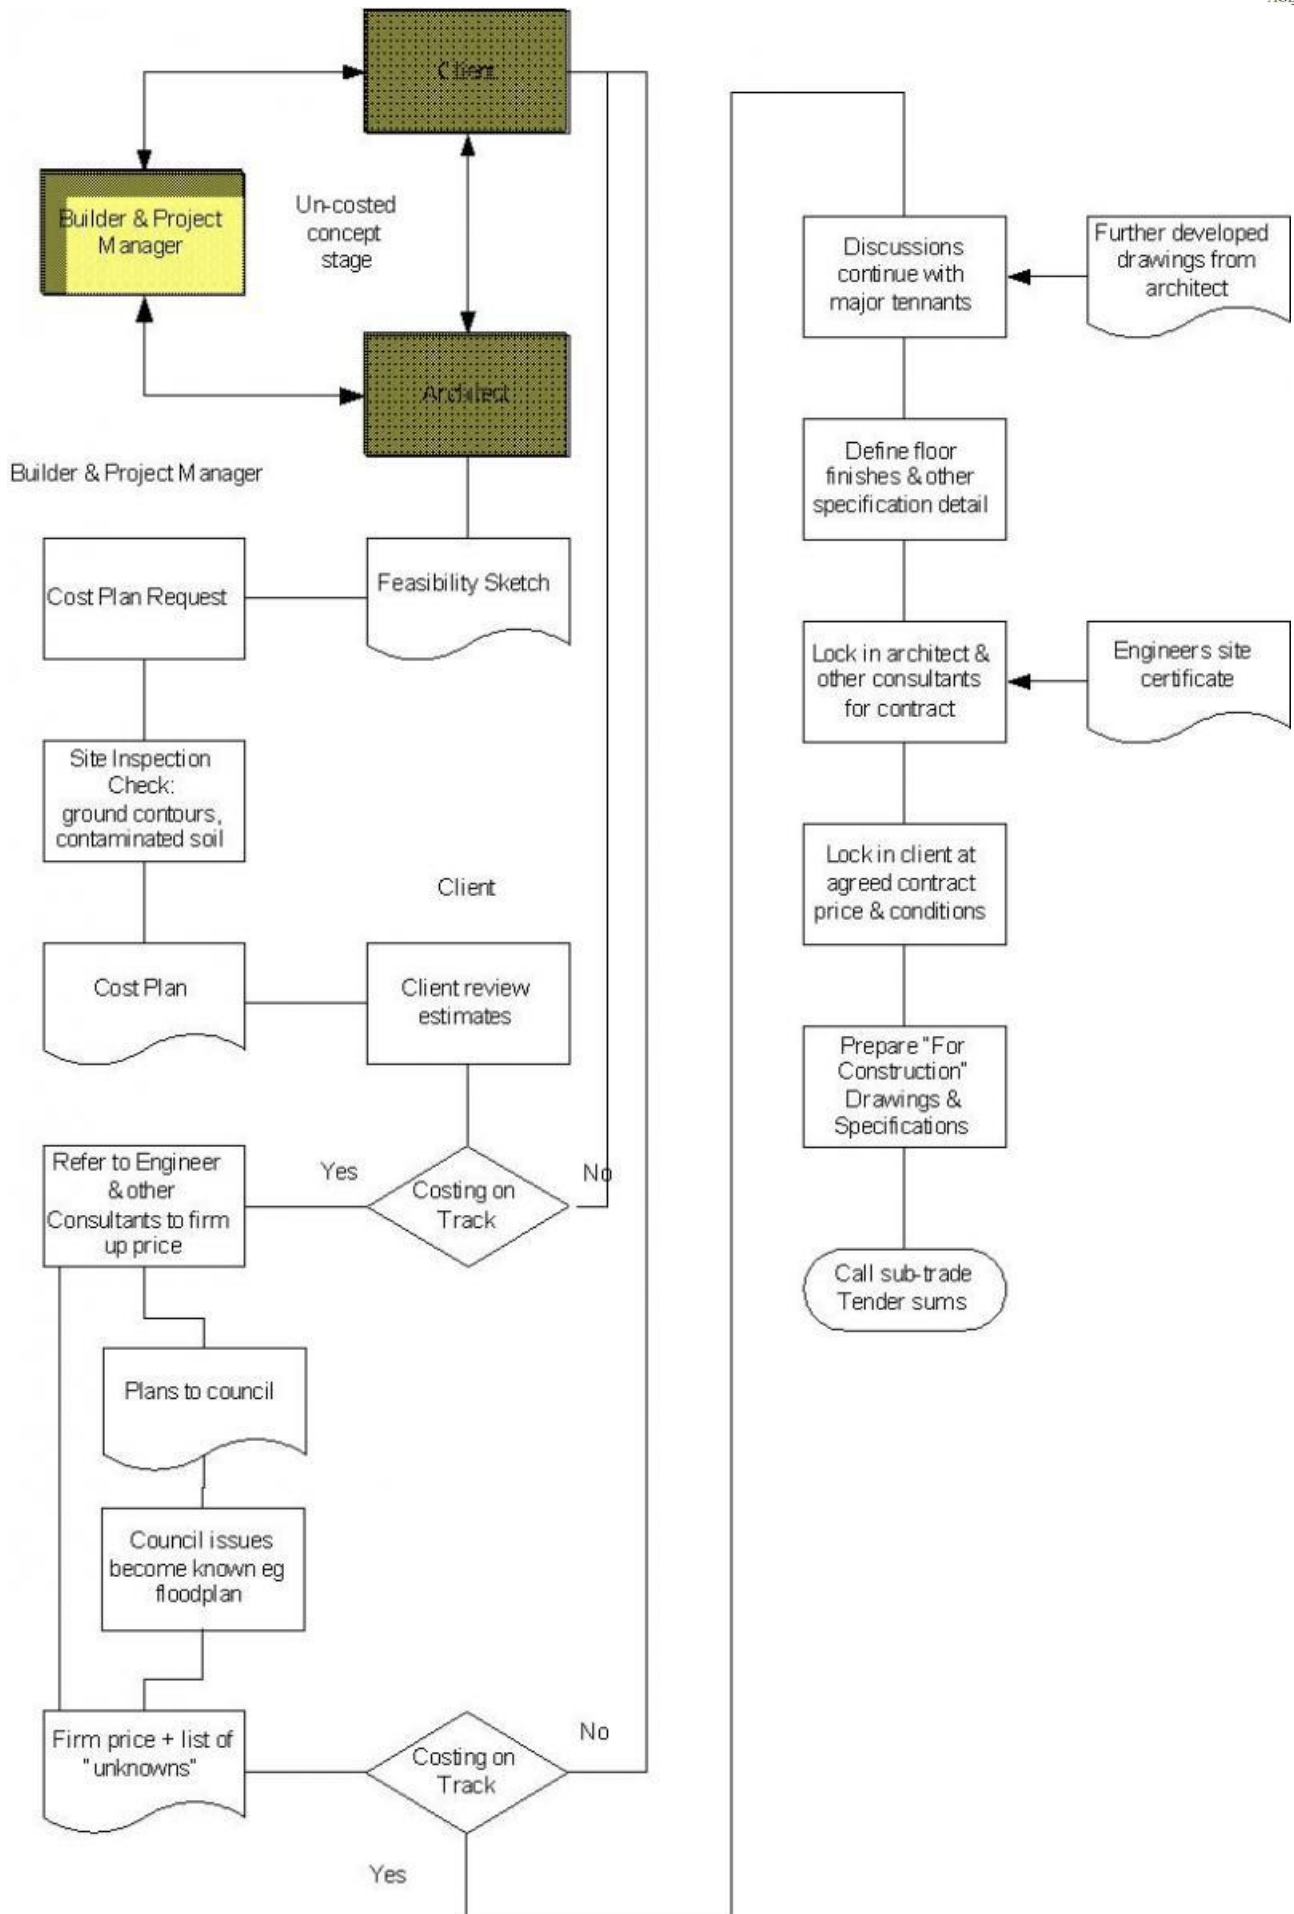 Client
Builder & Project
Manager
Un-costed
concept
stage
Architect
Builder & Project Manager
Cost Plan Request
Feasibility Sketch
Site Inspection
Check:
ground contours,
contaminated soil
Client
Cost Plan
Client review
estimates
Refer to Engineer
& other
Consultants to firm
up price
Yes
Costing on
Track
No
Plans to council
Council issues
become known eg
floodplan
Firm price + list of
"unknowns"
Costing on
Track
No
Yes
Discussions
continue with
major tennants
Further developed
drawings from
architect
Define floor
finishes & other
specification detail
Lock in architect &
other consultants
for contract
Engineers site
certificate
Lock in client at
agreed contract
price & conditions
Prepare "For
Construction"
Drawings &
Specifications
Call sub-trade
Tender sums